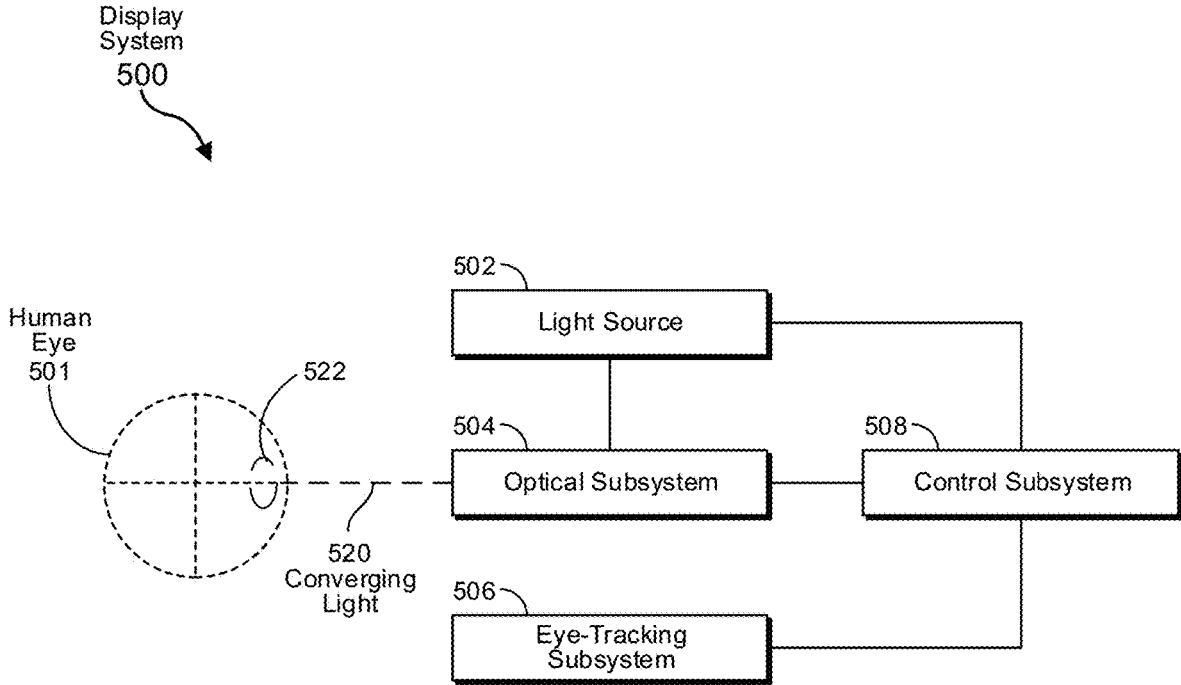 Display
System
500
502
Light Source
Human
Eye
501
522
504
Optical Subsystem
508
Control Subsystem
520
Converging
Light
506
Eye-Tracking
Subsystem